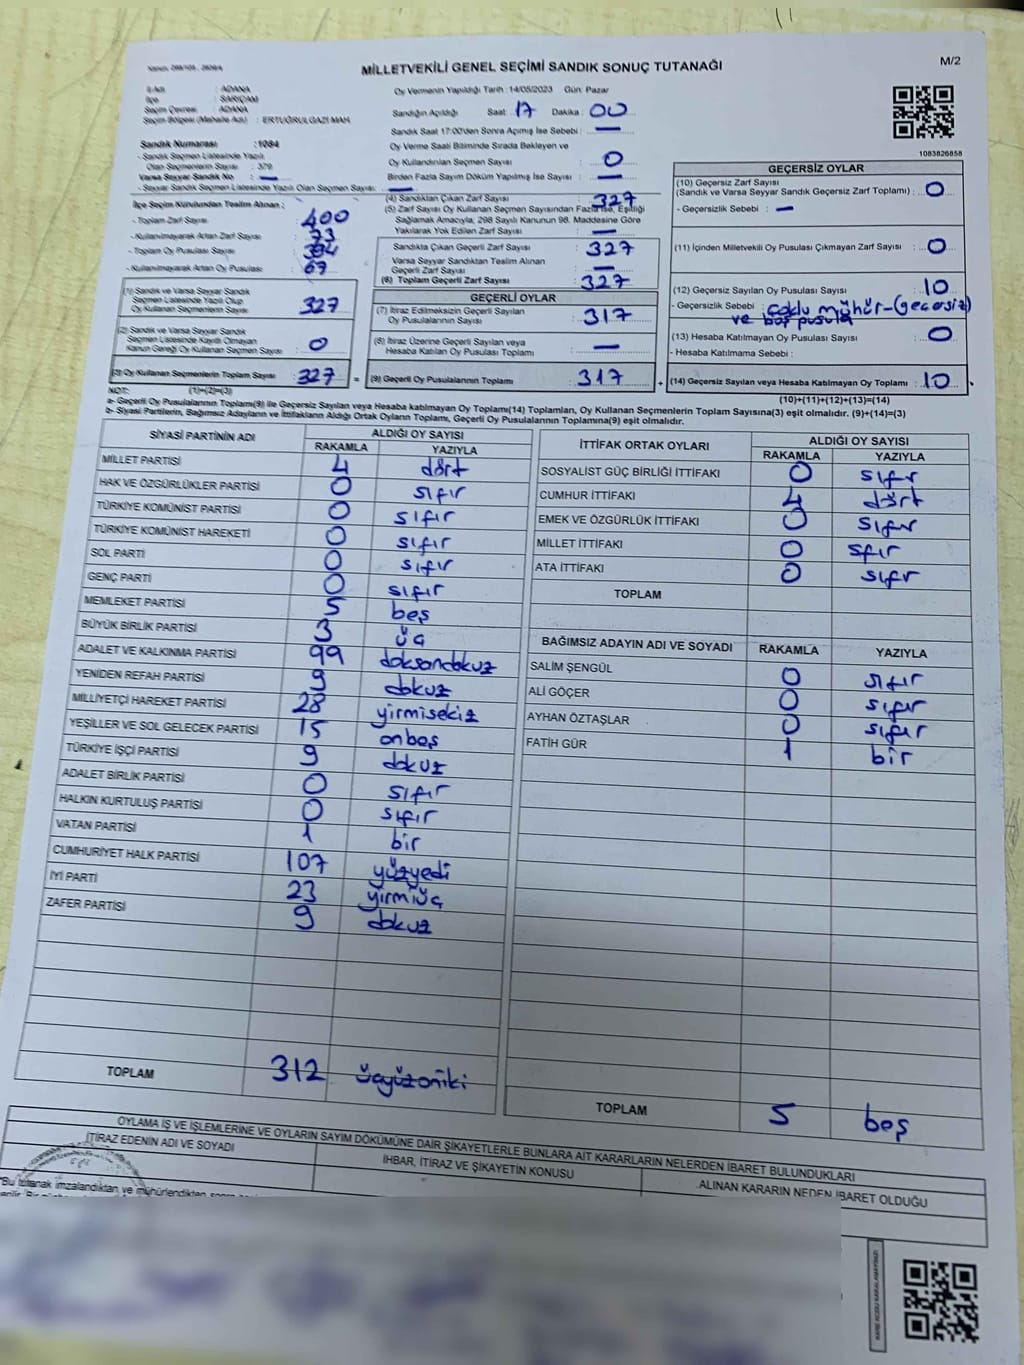 MİLLETVEKİLİ GENEL SEÇİMİ SANDIK SONUÇ TUTANAĞI
M/2
İl Adı : ADANA
İlçe : SARIÇAM
Seçim Çevresi : ADANA
Seçim Bölgesi (Mahalle Adı) : ERTUĞRULGAZİ MAH
Sandık Numarası : 1084
- Sandık Seçmen Listesinde Yazılı
Olan Seçmenlerin Sayısı : 379
Varsa Seyyar Sandık No : —
- Seyyar Sandık Seçmen Listesinde Yazılı Olan Seçmen Sayısı : —
Oy Vermenin Yapıldığı Tarih : 14/05/2023 Gün: Pazar
Sandığın Açıldığı Saat : 17 Dakika : 00
Sandık Saat 17:00'den Sonra Açılmış İse Sebebi : —
Oy Verme Saati Bitiminde Sırada Bekleyen ve
Oy Kullandırılan Seçmen Sayısı : 0
Birden Fazla Sayım Döküm Yapılmış İse Sayısı : —
1083826858
İlçe Seçim Kurulundan Teslim Alınan ;
- Toplam Zarf Sayısı : 400
- Kullanılmayarak Artan Zarf Sayısı : 73
- Toplam Oy Pusulası Sayısı
- Kullanılmayarak Artan Oy Pusulası : 67
(1) Sandık ve Varsa Seyyar Sandık
Seçmen Listesinde Yazılı Olup
Oy Kullanan Seçmenlerin Sayısı : 327
(2) Sandık ve Varsa Seyyar Sandık
Seçmen Listesinde Kayıtlı Olmayan
Kanun Gereği Oy Kullanan Seçmen Sayısı : 0
(3) Oy Kullanan Seçmenlerin Toplam Sayısı : 327
(4) Sandıktan Çıkan Zarf Sayısı : 327
(5) Zarf Sayısı Oy Kullanan Seçmen Sayısından Fazla İse, Eşitliği
Sağlamak Amacıyla, 298 Sayılı Kanunun 98. Maddesine Göre
Yakılarak Yok Edilen Zarf Sayısı : —
Sandıkta Çıkan Geçerli Zarf Sayısı : 327
Varsa Seyyar Sandıktan Teslim Alınan
Geçerli Zarf Sayısı : —
(6) Toplam Geçerli Zarf Sayısı : 327
GEÇERLİ OYLAR
(7) İtiraz Edilmeksizin Geçerli Sayılan
Oy Pusulalarının Sayısı : 317
(8) İtiraz Üzerine Geçerli Sayılan veya
Hesaba Katılan Oy Pusulası Toplamı : —
= (9) Geçerli Oy Pusulalarının Toplamı : 317
GEÇERSİZ OYLAR
(10) Geçersiz Zarf Sayısı
(Sandık ve Varsa Seyyar Sandık Geçersiz Zarf Toplamı) : 0
- Geçersizlik Sebebi : —
(11) İçinden Milletvekili Oy Pusulası Çıkmayan Zarf Sayısı : 0
(12) Geçersiz Sayılan Oy Pusulası Sayısı : 10
- Geçersizlik Sebebi : çoklu mühür-(geçersiz)
ve boş pusula
(13) Hesaba Katılmayan Oy Pusulası Sayısı : 0
- Hesaba Katılmama Sebebi :
+ (14) Geçersiz Sayılan veya Hesaba Katılmayan Oy Toplamı : 10
NOT: (1)+(2)=(3)
(10)+(11)+(12)+(13)=(14)
a- Geçerli Oy Pusulalarının Toplamı(9) ile Geçersiz Sayılan veya Hesaba katılmayan Oy Toplamı(14) Toplamları, Oy Kullanan Seçmenlerin Toplam Sayısına(3) eşit olmalıdır. (9)+(14)=(3)
b- Siyasi Partilerin, Bağımsız Adayların ve İttifakların Aldığı Ortak Oyların Toplamı, Geçerli Oy Pusulalarının Toplamına(9) eşit olmalıdır.
SİYASİ PARTİNİN ADI ALDIĞI OY SAYISI
RAKAMLA YAZIYLA
MİLLET PARTİSİ 4 dört
HAK VE ÖZGÜRLÜKLER PARTİSİ 0 sıfır
TÜRKİYE KOMÜNİST PARTİSİ 0 sıfır
TÜRKİYE KOMÜNİST HAREKETİ 0 sıfır
SOL PARTİ 0 sıfır
GENÇ PARTİ 0 sıfır
MEMLEKET PARTİSİ 5 beş
BÜYÜK BİRLİK PARTİSİ 3 üç
ADALET VE KALKINMA PARTİSİ 99 doksandokuz
YENİDEN REFAH PARTİSİ 9 dokuz
MİLLİYETÇİ HAREKET PARTİSİ 28 yirmisekiz
YEŞİLLER VE SOL GELECEK PARTİSİ 15 onbeş
TÜRKİYE İŞÇİ PARTİSİ 9 dokuz
ADALET BİRLİK PARTİSİ 0 sıfır
HALKIN KURTULUŞ PARTİSİ 0 sıfır
VATAN PARTİSİ 1 bir
CUMHURİYET HALK PARTİSİ 107 yüzyedi
İYİ PARTİ 23 yirmiüç
ZAFER PARTİSİ 9 dokuz
TOPLAM 312 üçyüzoniki
İTTİFAK ORTAK OYLARI ALDIĞI OY SAYISI
RAKAMLA YAZIYLA
SOSYALİST GÜÇ BİRLİĞİ İTTİFAKI 0 sıfır
CUMHUR İTTİFAKI 4 dört
EMEK VE ÖZGÜRLÜK İTTİFAKI 0 sıfır
MİLLET İTTİFAKI 0 sfır
ATA İTTİFAKI 0 sıfr
TOPLAM
BAĞIMSIZ ADAYIN ADI VE SOYADI RAKAMLA YAZIYLA
SALİM ŞENGÜL 0 sıfır
ALİ GÖÇER 0 sıfır
AYHAN ÖZTAŞLAR 0 sıfır
FATİH GÜR 1 bir
TOPLAM 5 beş
OYLAMA İŞ VE İŞLEMLERİNE VE OYLARIN SAYIM DÖKÜMÜNE DAİR ŞİKAYETLERLE BUNLARA AİT KARARLARIN NELERDEN İBARET BULUNDUKLARI
İTİRAZ EDENİN ADI VE SOYADI
İHBAR, İTİRAZ VE ŞİKAYETİN KONUSU
ALINAN KARARIN NEDEN İBARET OLDUĞU
"Bu tutanak imzalandıktan ve mühürlendikten sonra